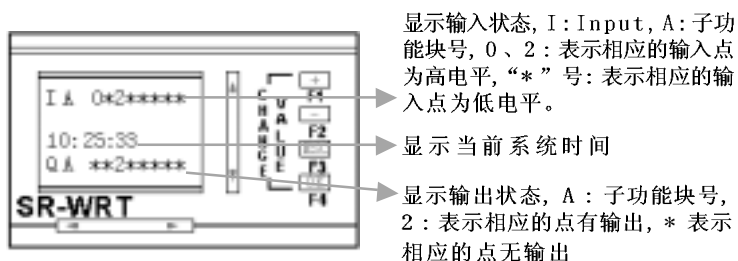 显示输入状态, I:Input, A:子功
能块号, 0、2:表示相应的输入点
为高电平,“*”号:表示相应的输
入点为低电平。
I A 0*2*****
10:25:33
Q A **2*****
CHANGE
VALUE
+
F1
-
F2
F3
F4
SR-WRT
显示当前系统时间
显示输出状态, A:子功能块号,
2:表示相应的点有输出, * 表示
相应的点无输出